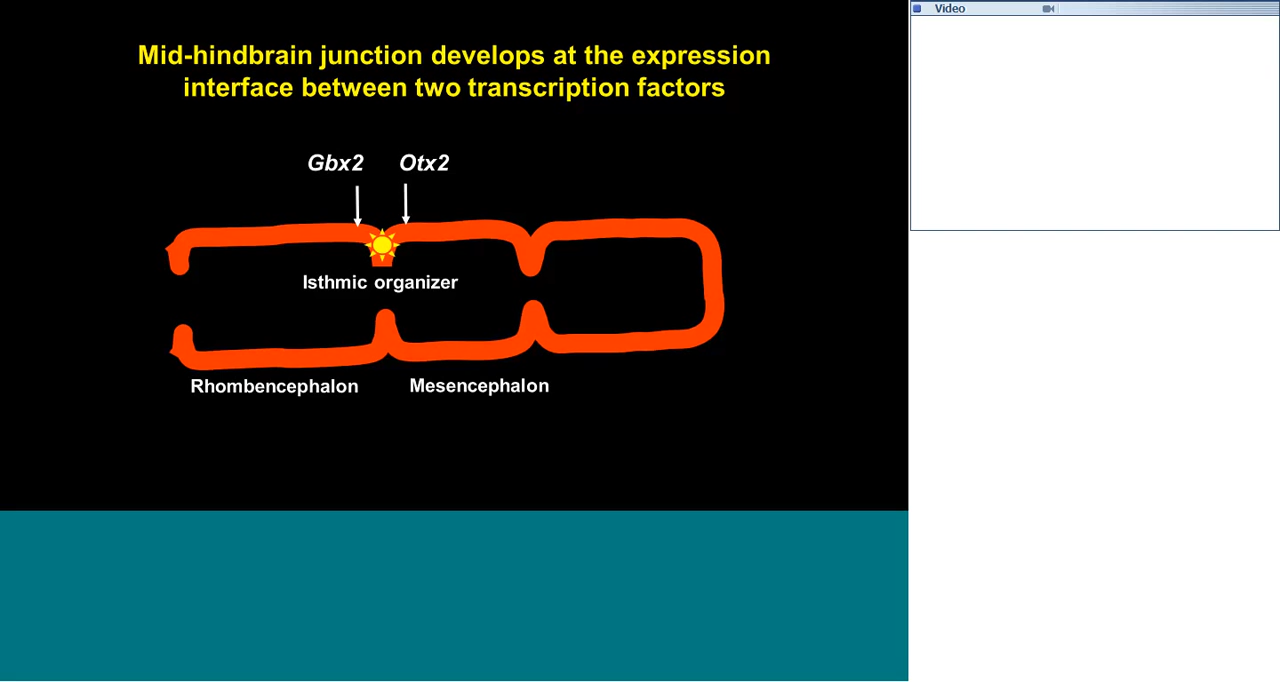 Video
Mid-hindbrain junction develops at the expression
interface between two transcription factors
Gbx2 Otx2
Isthmic organizer
Rhombencephalon Mesencephalon